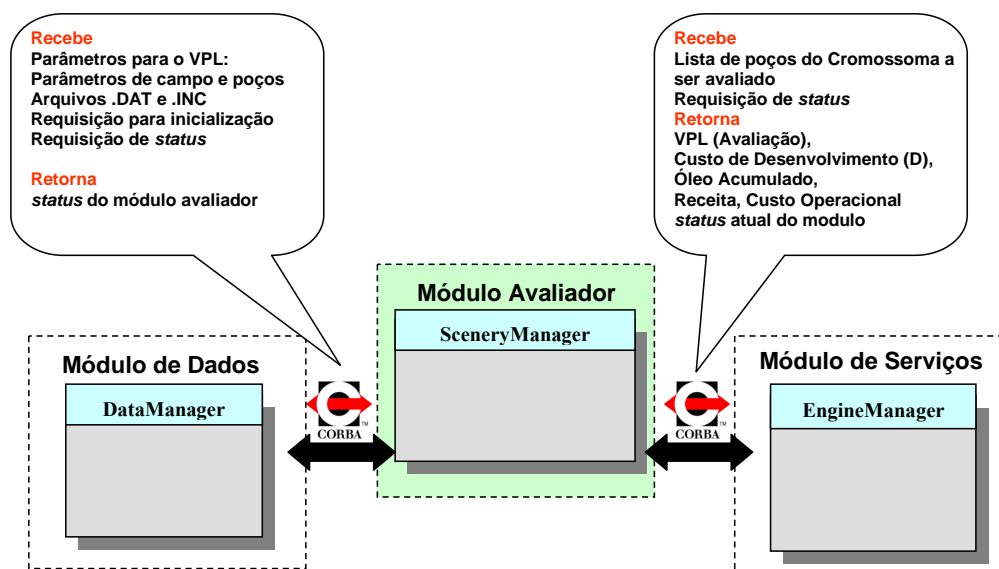 Recebe
Parâmetros para o VPL:
Parâmetros de campo e poços
Arquivos .DAT e .INC
Requisição para inicialização
Requisição de status
Retorna
status do módulo avaliador
Recebe
Lista de poços do Cromossoma a
ser avaliado
Requisição de status
Retorna
VPL (Avaliação),
Custo de Desenvolvimento (D),
Óleo Acumulado,
Receita, Custo Operacional
status atual do modulo
Módulo Avaliador
SceneryManager
Módulo de Dados
DataManager
CORBA
TM
Módulo de Serviços
EngineManager
CORBA
TM